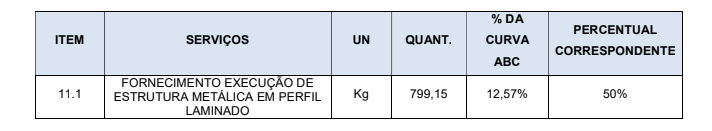 ITEM SERVIÇOS UN QUANT. % DA CURVA ABC PERCENTUAL CORRESPONDENTE
11.1 FORNECIMENTO EXECUÇÃO DE ESTRUTURA METÁLICA EM PERFIL LAMINADO Kg 799,15 12,57% 50%